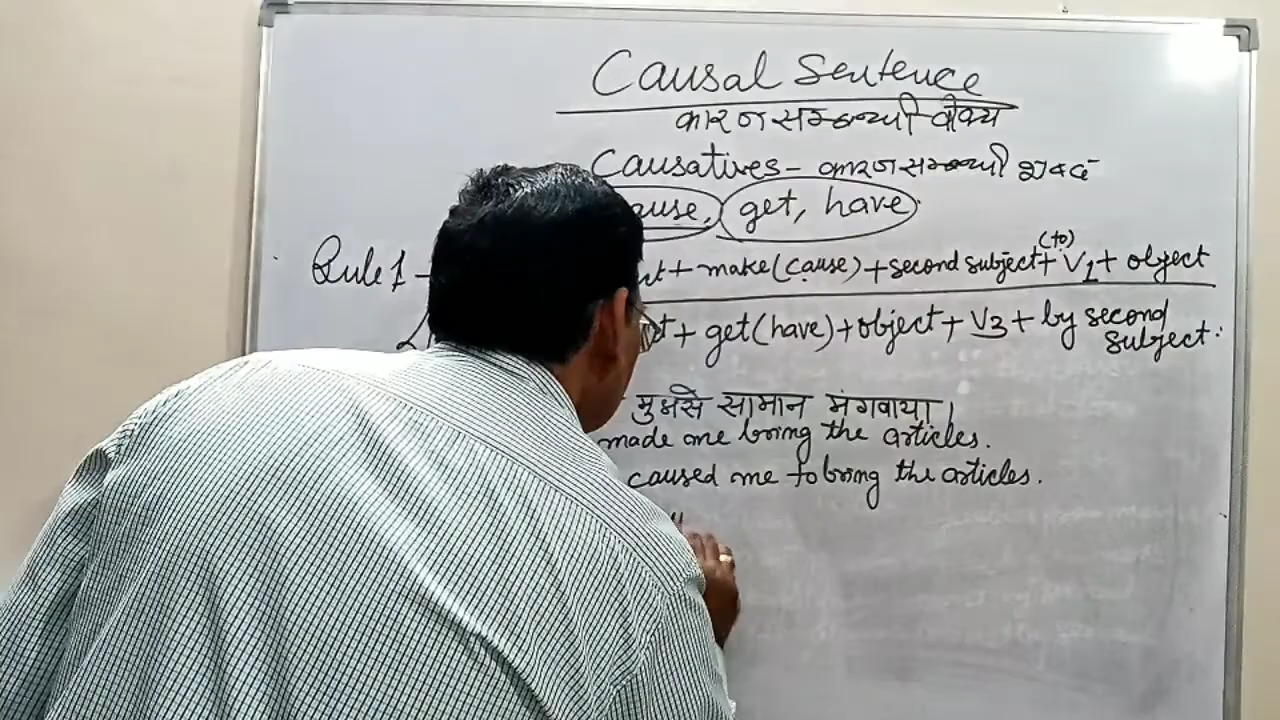 Causal Sentence
कारण सम्बन्धी वाक्य
Causatives - कारण सम्बन्धी शब्द
get, have
Rule 1 - + make (cause) + second subject + (to) V1 + object
+ get (have) + object + V3 + by second subject.
मुझसे सामान मंगवाया।
made me bring the articles.
caused me to bring the articles.